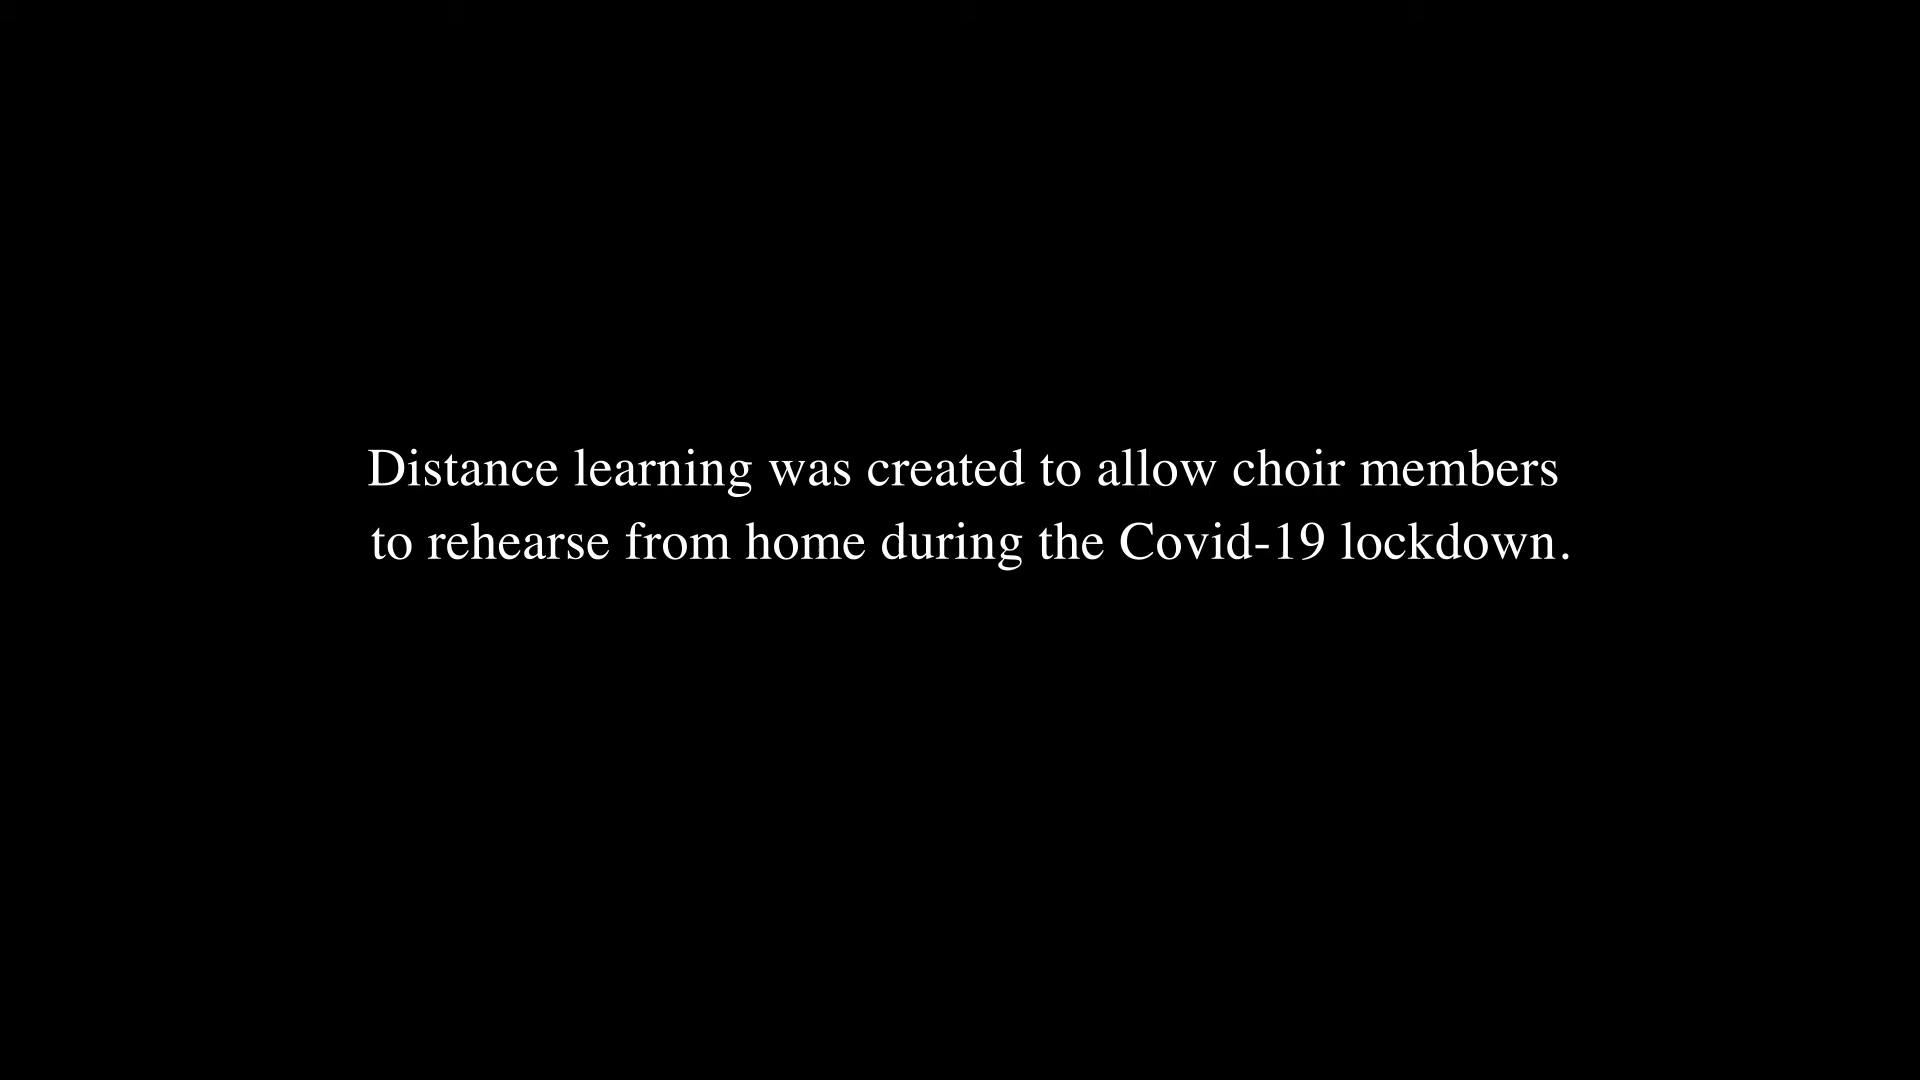 Distance learning was created to allow choir members
to rehearse from home during the Covid-19 lockdown.